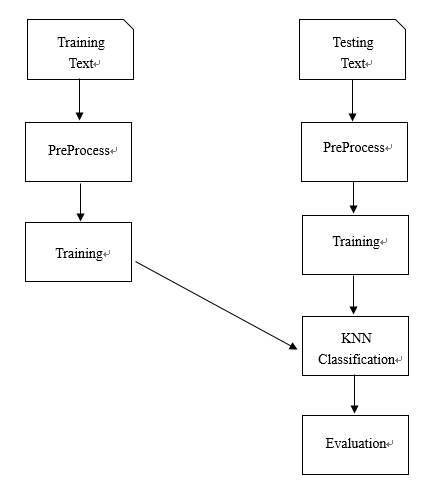 Training
Text
PreProcess
Training
Testing
Text
PreProcess
Training
KNN
Classification
Evaluation